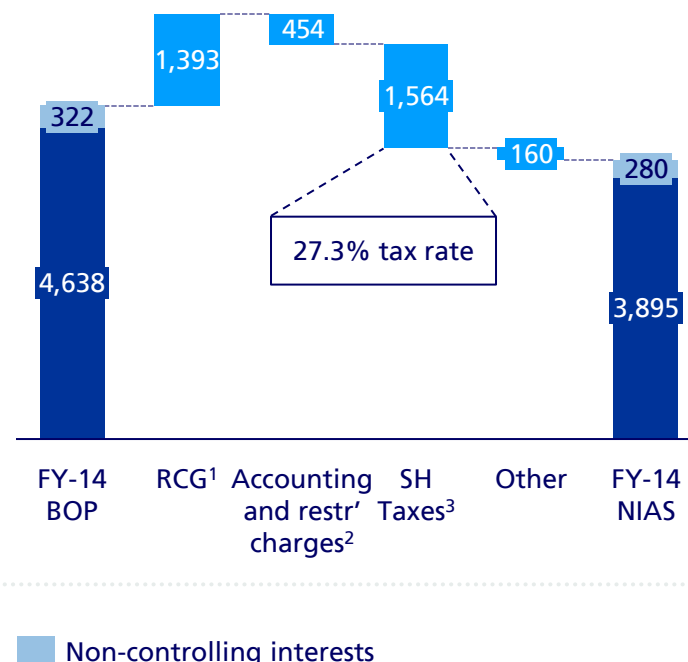 454
1,393
1,564
322
160
280
27.3% tax rate
4,638
3,895
FY-14 BOP
RCG¹
Accounting and restr' charges²
SH Taxes³
Other
FY-14 NIAS
Non-controlling interests